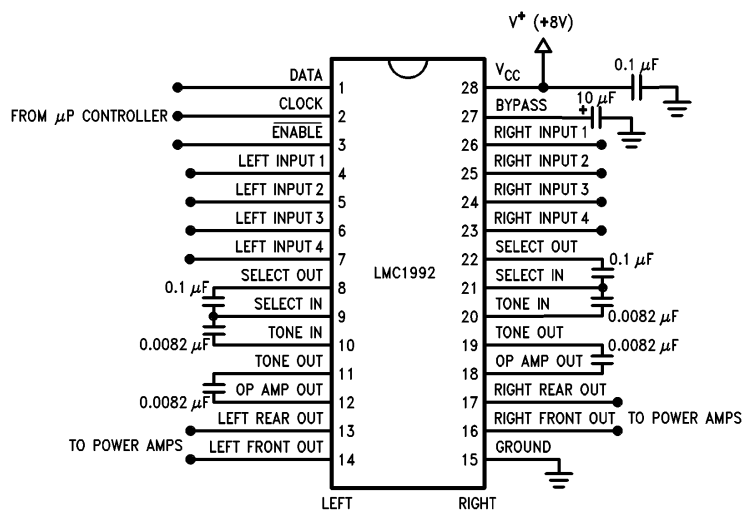 V+ (+8V)
DATA 1
28 VCC
0.1 μF
FROM μP CONTROLLER
CLOCK 2
27 BYPASS
+
10 μF
ENABLE 3
26 RIGHT INPUT 1
LEFT INPUT 1 4
25 RIGHT INPUT 2
LEFT INPUT 2 5
24 RIGHT INPUT 3
LEFT INPUT 3 6
23 RIGHT INPUT 4
LEFT INPUT 4 7
22 SELECT OUT
0.1 μF
LMC1992
SELECT OUT 8
21 SELECT IN
0.1 μF
SELECT IN 9
20 TONE IN
0.0082 μF
TONE IN 10
0.0082 μF
19 TONE OUT
0.0082 μF
TONE OUT 11
18 OP AMP OUT
OP AMP OUT 12
0.0082 μF
17 RIGHT REAR OUT
LEFT REAR OUT 13
16 RIGHT FRONT OUT
TO POWER AMPS
TO POWER AMPS
LEFT FRONT OUT 14
15 GROUND
LEFT
RIGHT